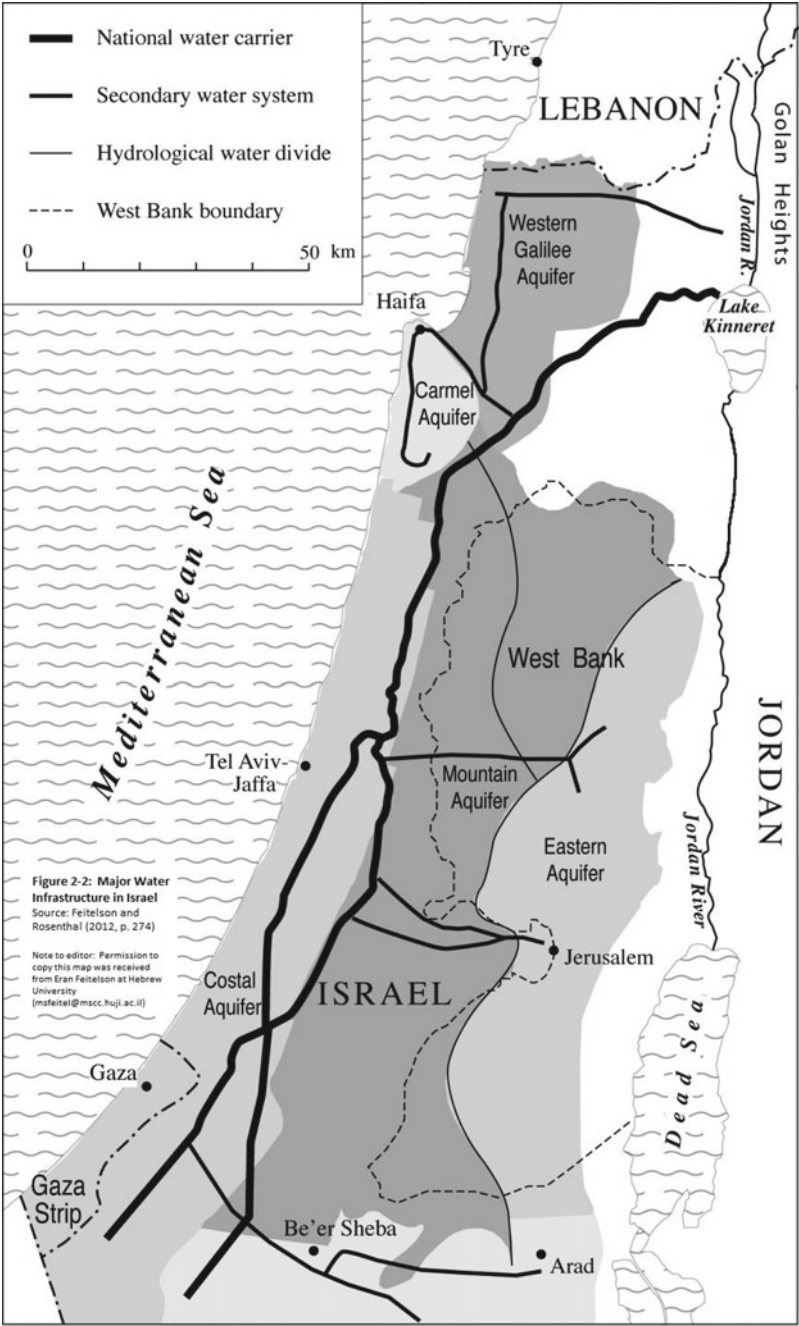 National water carrier
Secondary water system
Hydrological water divide
West Bank boundary
0 50 km
Tyre
LEBANON
Golan Heights
Jordan R.
Western
Galilee
Aquifer
Haifa
Lake
Kinneret
Carmel
Aquifer
Mediterranean Sea
West Bank
JORDAN
Tel Aviv-
Jaffa
Mountain
Aquifer
Eastern
Aquifer
Jordan River
Figure 2-2: Major Water
Infrastructure in Israel
Source: Feitelson and
Rosenthal (2012, p. 274)
Note to editor: Permission to
copy this map was received
from Eran Feitelson at Hebrew
University
(msfeitel@mscc.huji.ac.il)
Jerusalem
Costal
Aquifer
ISRAEL
Dead Sea
Gaza
Gaza
Strip
Be'er Sheba
Arad